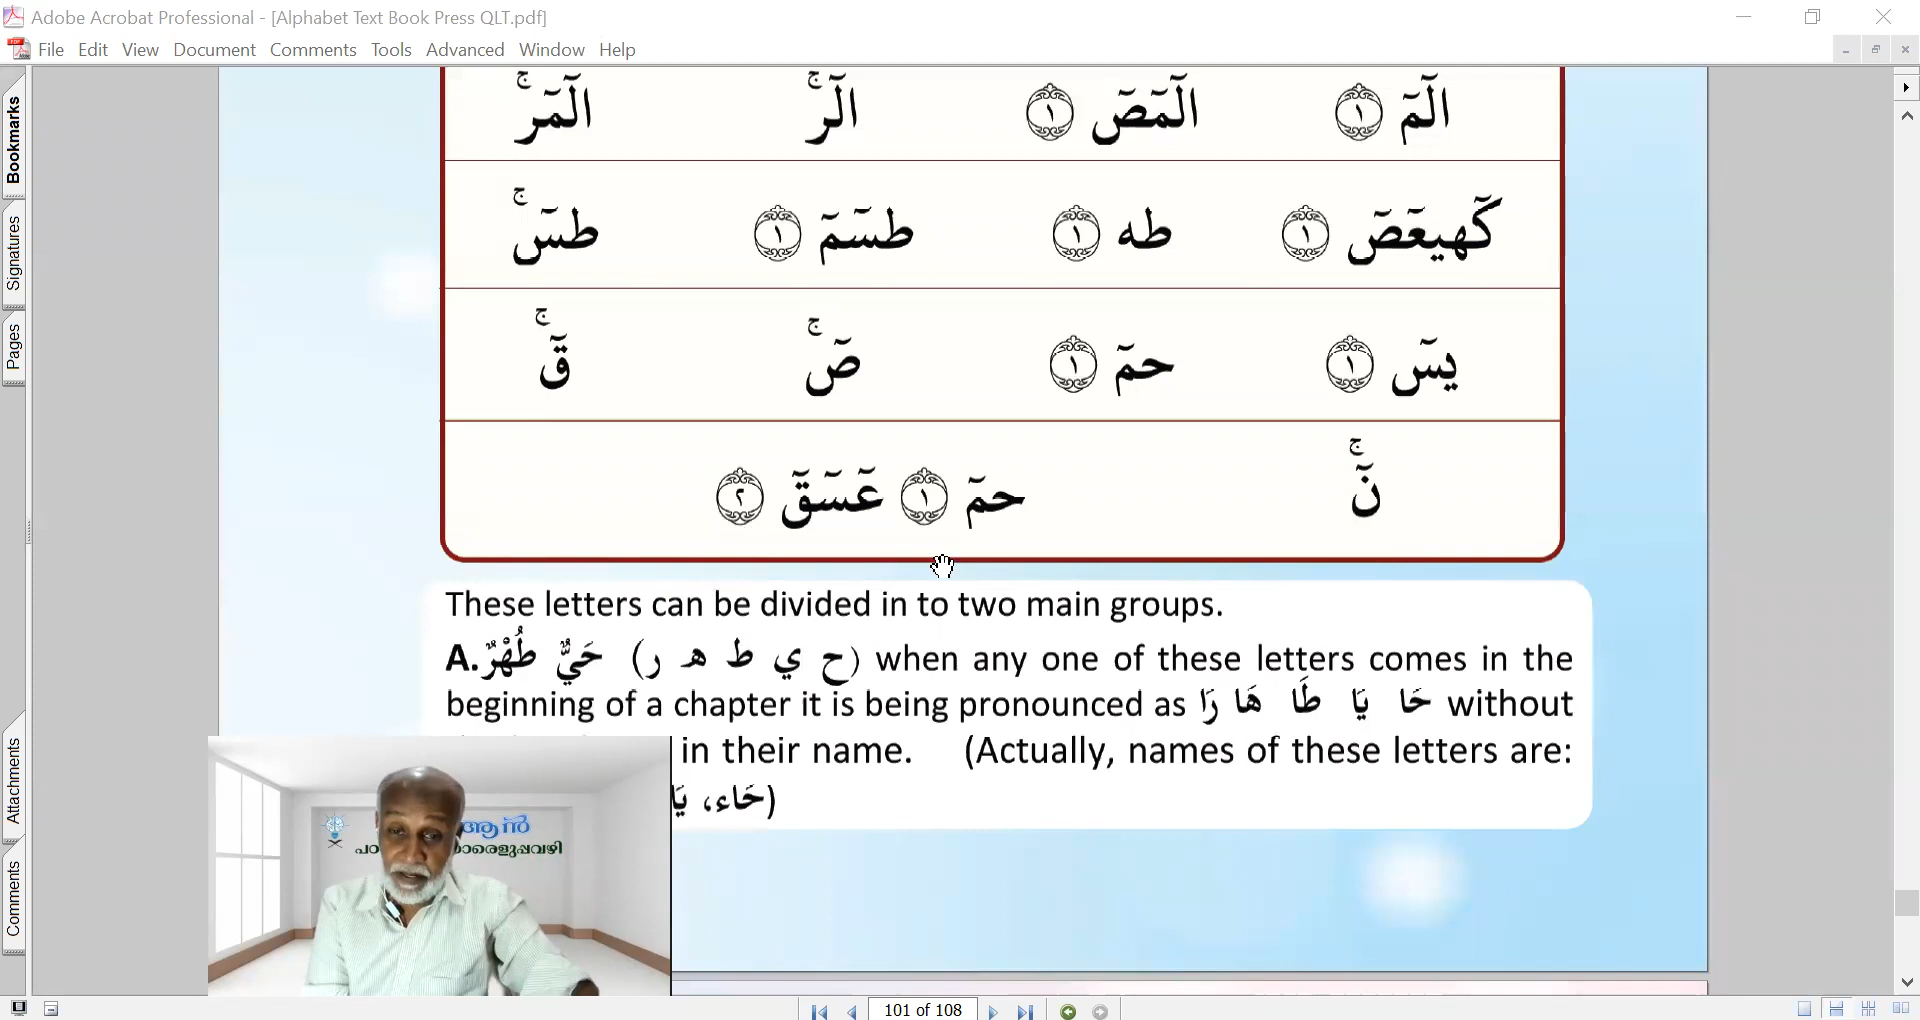 Adobe Acrobat Professional - [Alphabet Text Book Press QLT.pdf]
File Edit View Document Comments Tools Advanced Window Help
Bookmarks
Signatures
Pages
Attachments
Comments
الٓمٓ ١ الٓمٓصٓ ١ الٓرۚ الٓمٓرۚ
كٓهيعٓصٓ ١ طه ١ طسٓمٓ ١ طسٓۚ
يسٓ ١ حمٓ ١ صٓۚ قٓۚ
نٓۚ حمٓ ١ عٓسٓقٓ ٢
These letters can be divided in to two main groups.
A. حَيٌّ طُهْرٌ (ح ي ط ه ر) when any one of these letters comes in the
beginning of a chapter it is being pronounced as حَا يَا طَا هَا رَا without
in their name. (Actually, names of these letters are:
(حَاء، يَا
ആൻ
101 of 108